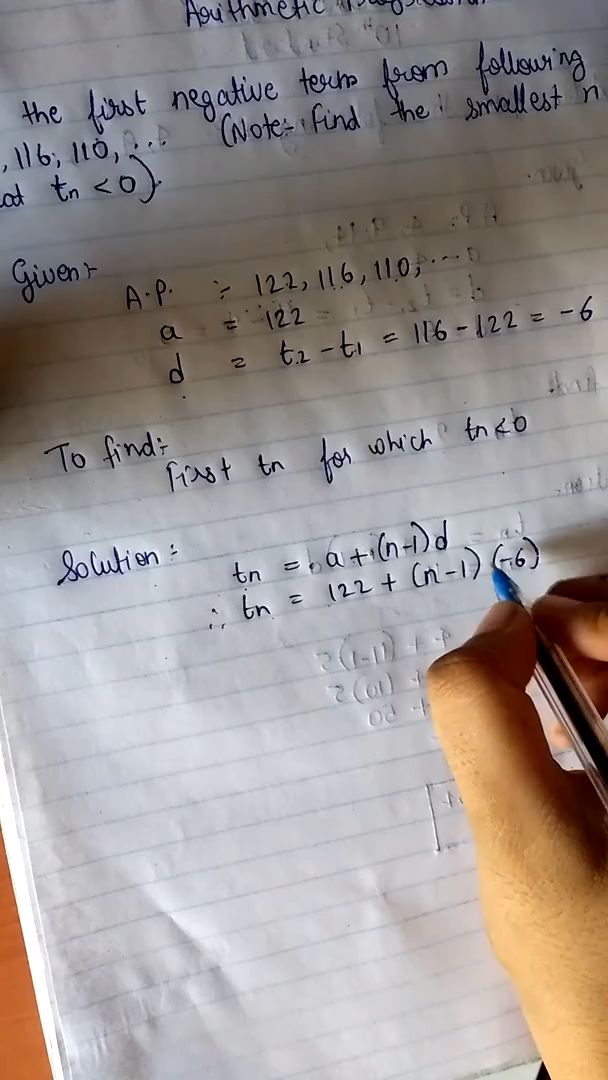 Arithmetic
the first negative term from following
, 116, 110, ... (Note:- Find the smallest n
tn < 0).
Given:-
A.P. :- 122, 116, 110, ...
a = 122
d = t2 - t1 = 116 - 122 = -6
To find:-
First tn for which tn < 0
Solution:-
tn = a + (n-1)d
∴ tn = 122 + (n-1)(-6)